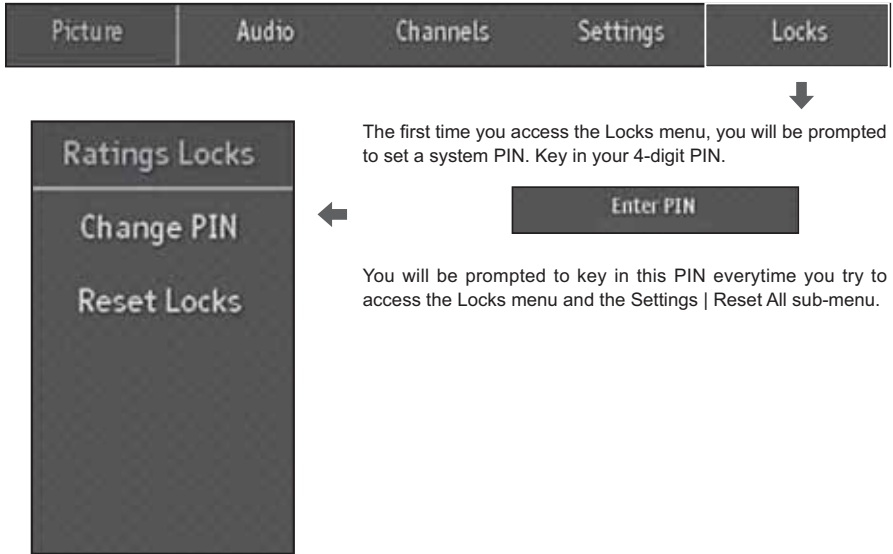 Picture Audio Channels Settings Locks
The first time you access the Locks menu, you will be prompted
to set a system PIN. Key in your 4-digit PIN.
Enter PIN
You will be prompted to key in this PIN everytime you try to
access the Locks menu and the Settings | Reset All sub-menu.
Ratings Locks
Change PIN
Reset Locks